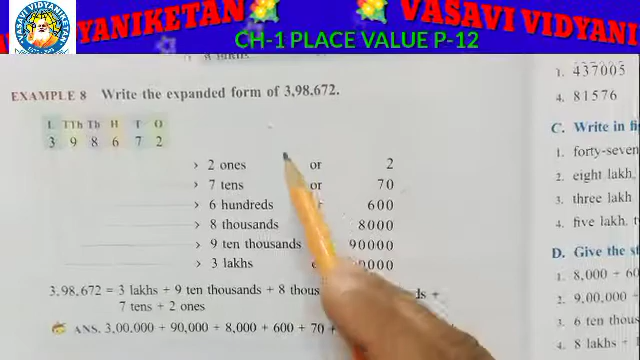 VASAVI VIDYANIKETAN
YANIKETAN
VASAVI VIDYANI
CH-1 PLACE VALUE P-12
EXAMPLE 8 Write the expanded form of 3,98,672.
L TTh Th H T O
3 9 8 6 7 2
> 2 ones or 2
> 7 tens or 70
> 6 hundreds 600
> 8 thousands 8000
> 9 ten thousands 90000
> 3 lakhs 0000
3,98,672 = 3 lakhs + 9 ten thousands + 8 thou
7 tens + 2 ones
ANS. 3,00,000 + 90,000 + 8,000 + 600 + 70 +
3. 437005
4. 81576
C. Write in fi
1. forty-seven
2. eight lakh,
3. three lakh
4. five lakh, t
D. Give the st
1. 8,000 + 60
2. 9,00,000
3. 6 ten thous
4. 8 lakhs +